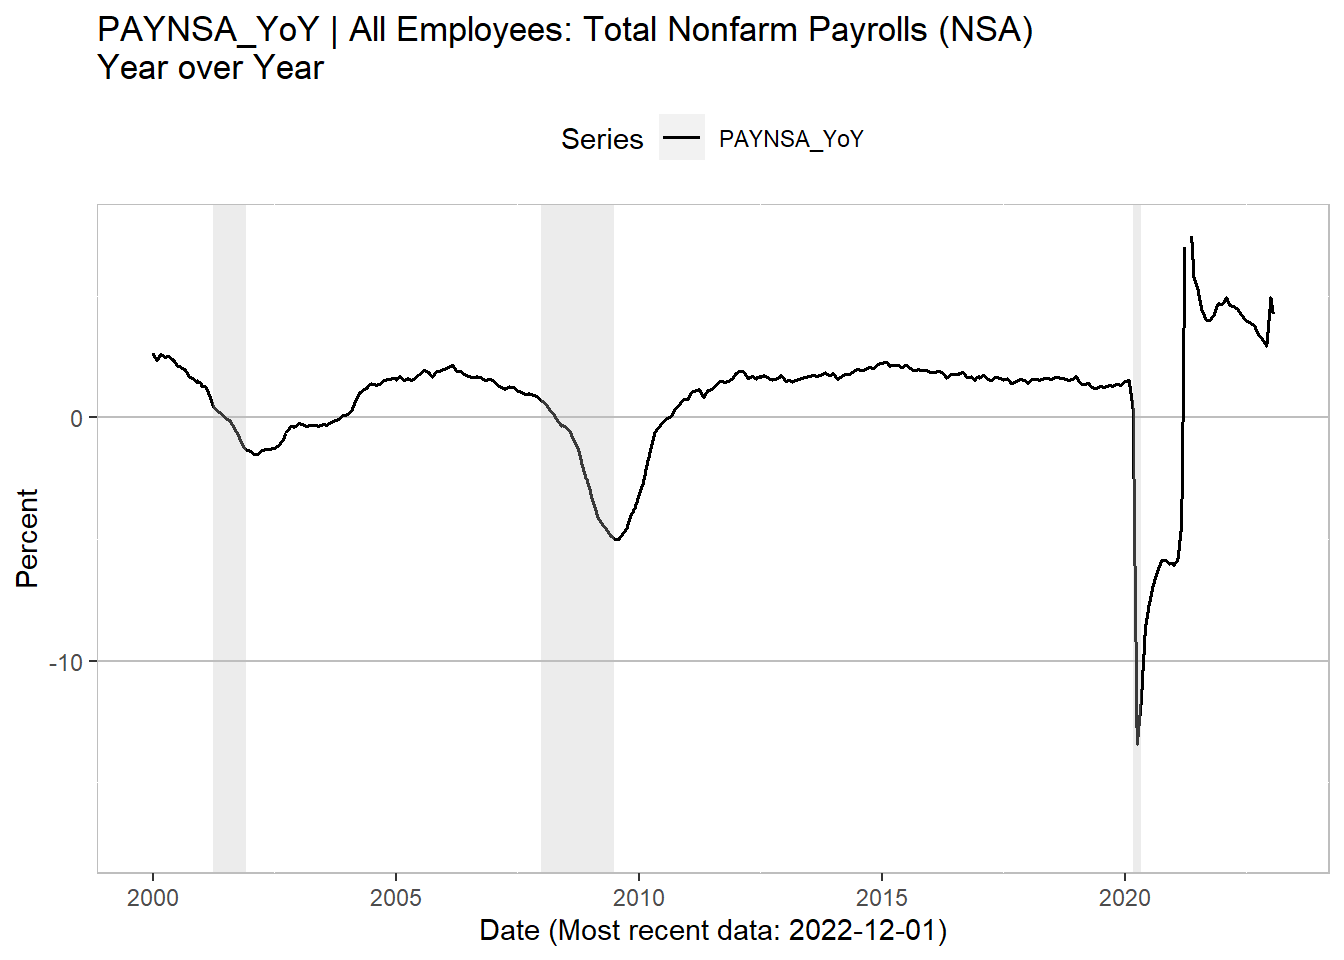 PAYNSA_YoY | All Employees: Total Nonfarm Payrolls (NSA)
Year over Year
Series PAYNSA_YoY
0
-10
Percent
2000 2005 2010 2015 2020
Date (Most recent data: 2022-12-01)